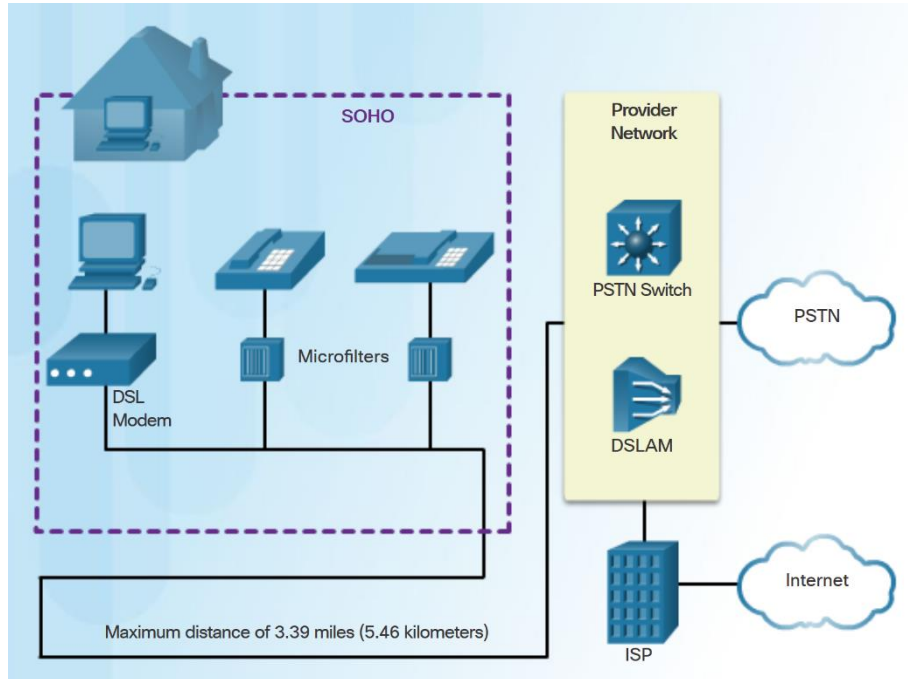 SOHO
Provider
Network
PSTN Switch
PSTN
Microfilters
DSL
Modem
DSLAM
Internet
Maximum distance of 3.39 miles (5.46 kilometers)
ISP